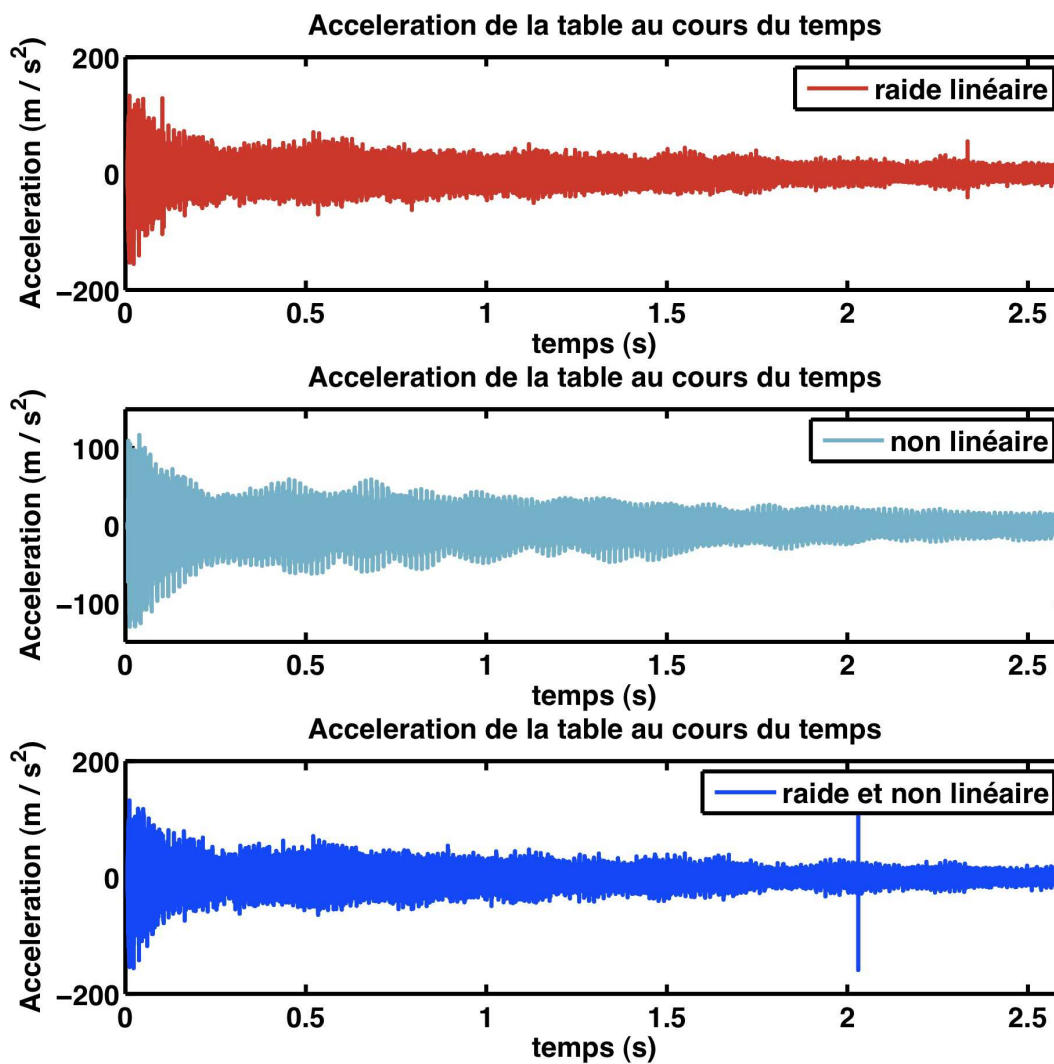 Acceleration de la table au cours du temps
Acceleration (m / s²)
200
0
−200
raide linéaire
0 0.5 1 1.5 2 2.5
temps (s)
Acceleration de la table au cours du temps
Acceleration (m / s²)
100
0
−100
non linéaire
0 0.5 1 1.5 2 2.5
temps (s)
Acceleration de la table au cours du temps
Acceleration (m / s²)
200
0
−200
raide et non linéaire
0 0.5 1 1.5 2 2.5
temps (s)